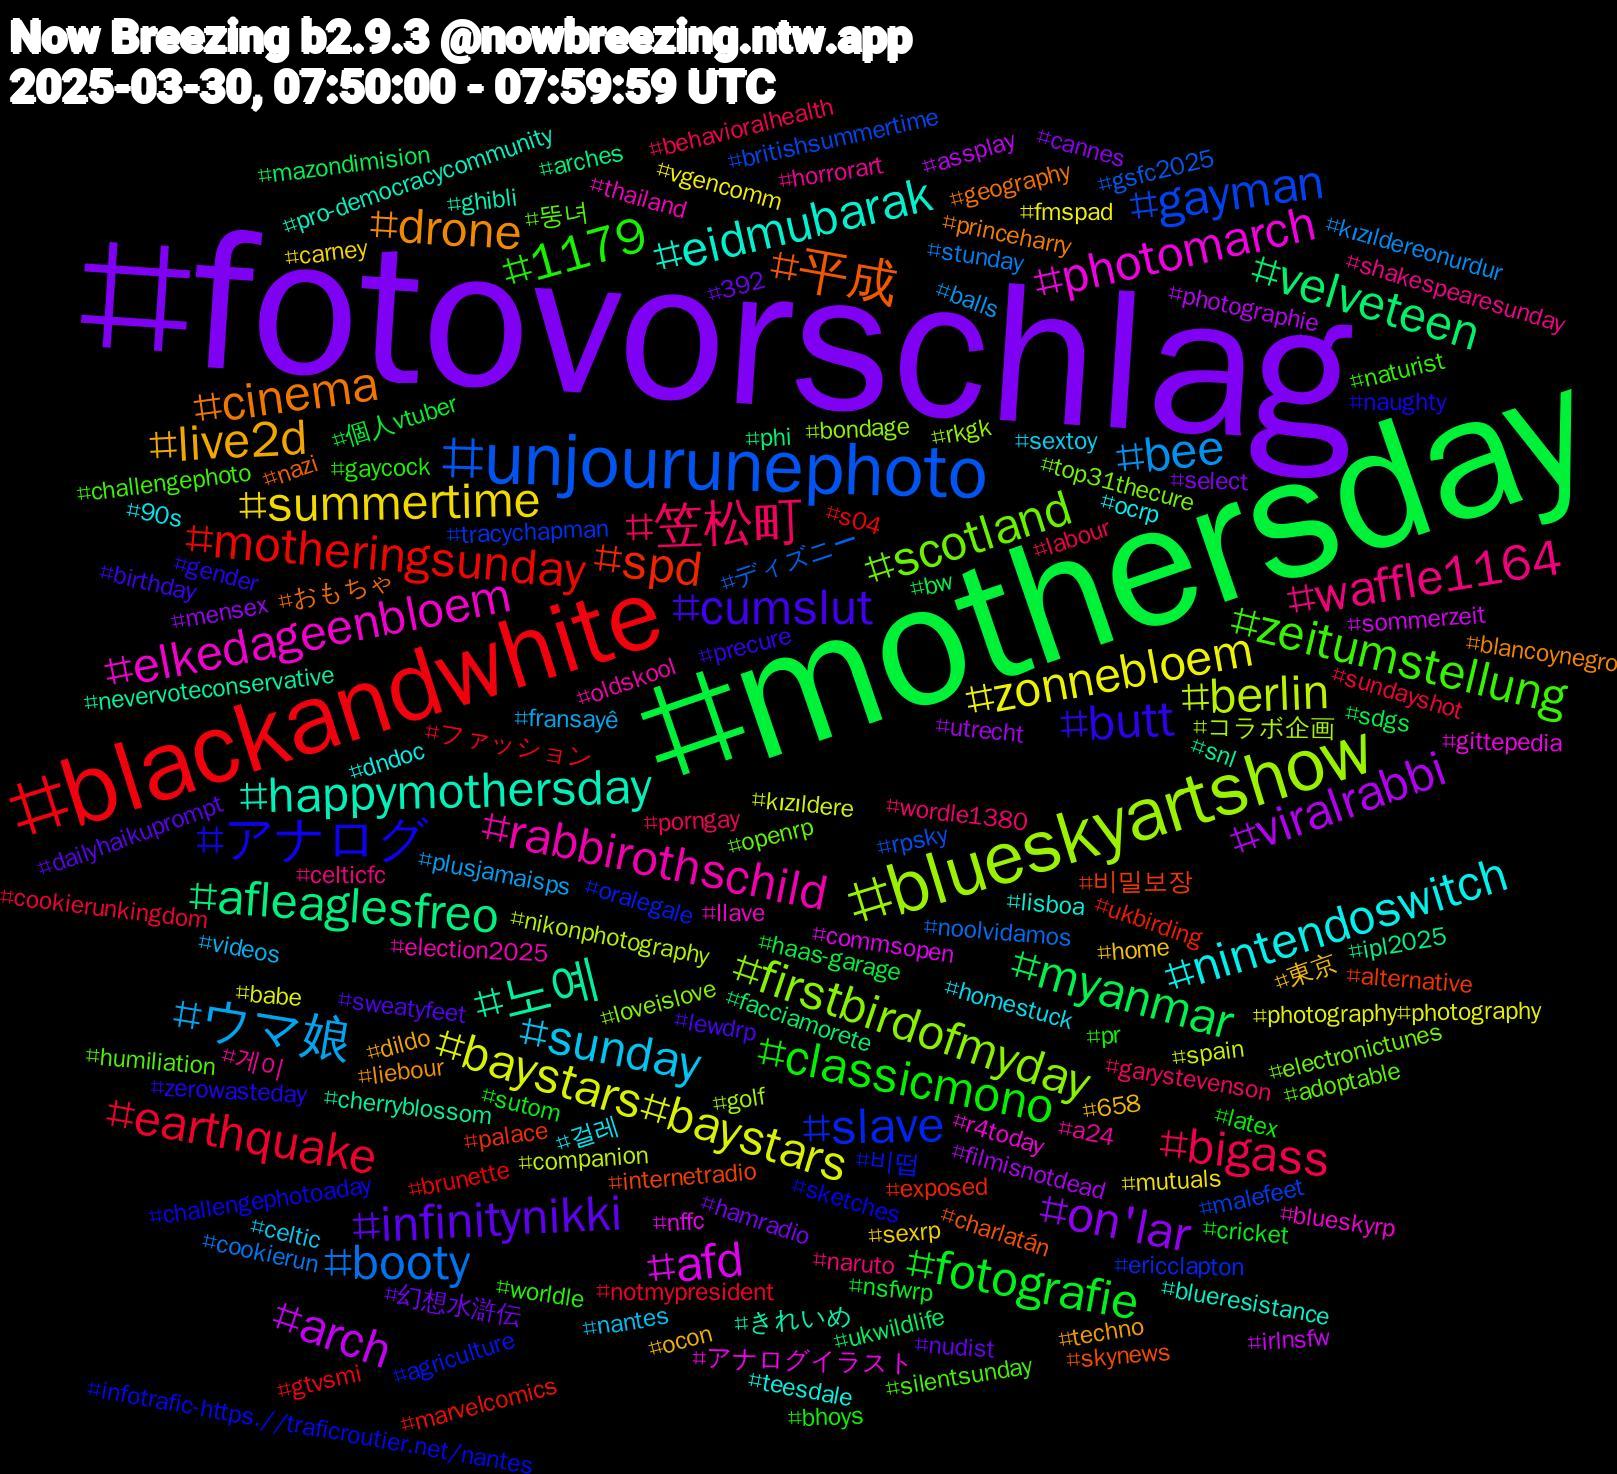 Now Breezing b2.9.3 @nowbreezing.ntw.app
2025-03-30, 07:50:00 - 07:59:59 UTC
#behavioralhealth
#britishsummertime
#cannes
#assplay
#gsfc2025
#arches
#mazondimision
#pro-democracycommunity
#ghibli
#horrorart
#thailand
#geography
#gayman
#뚱녀
#vgencomm
#fmspad
#princeharry
#kızıldereonurdur
#drone
#eidmubarak
#carney
#1179
#平成
#392
#photomarch
#stunday
#shakespearesunday
#balls
#photographie
#velveteen
#fotovorschlag
#cinema
#naturist
#naughty
#個人vtuber
#live2d
#bondage
#rkgk
#sextoy
#bee
#phi
#unjourunephoto
#nazi
#gaycock
#challengephoto
#top31thecure
#select
#blancoynegro
#summertime
#90s
#笠松町
#ocrp
#s04
#tracychapman
#scotland
#labour
#mothersday
#motheringsunday
#spd
#ディズニー
#waffle1164
#gender
#birthday
#おもちゃ
#bw
#mensex
#cumslut
#sommerzeit
#elkedageenbloem
#precure
#zeitumstellung
#blackandwhite
#oldskool
#zonnebloem
#berlin
#nevervoteconservative
#sundayshot
#fransayê
#butt
#コラボ企画
#utrecht
#sdgs
#ファッション
#snl
#gittepedia
#dndoc
#happymothersday
#kızıldere
#blueskyartshow
#viralrabbi
#アナログ
#wordle1380
#dailyhaikuprompt
#porngay
#openrp
#rabbirothschild
#plusjamaisps
#rpsky
#비밀보장
#celticfc
#afleaglesfreo
#nintendoswitch
#cookierunkingdom
#oralegale
#llave
#lisboa
#ukbirding
#nikonphotography
#commsopen
#noolvidamos
#videos
#election2025
#home
#東京
#노예
#haas-garage
#ipl2025
#firstbirdofmyday
#alternative
#myanmar
#babe
#ウマ娘
#sweatyfeet
#homestuck
#loveislove
#facciamorete
#photography#photography
#lewdrp
#sunday
#dildo
#baystars#baystars
#pr
#spain
#electronictunes
#humiliation
#게이
#liebour
#classicmono
#garystevenson
#adoptable
#zerowasteday
#earthquake
#sutom
#cherryblossom
#golf
#658
#latex
#slave
#걸레
#r4today
#a24
#bigass
#palace
#companion
#비떱
#filmisnotdead
#mutuals
#brunette
#internetradio
#challengephotoaday
#sketches
#exposed
#malefeet
#infinitynikki
#hamradio
#on'lar
#blueskyrp
#nffc
#celtic
#sexrp
#charlatán
#cookierun
#booty
#afd
#naruto
#cricket
#ericclapton
#幻想水滸伝
#fotografie
#notmypresident
#worldle
#nsfwrp
#きれいめ
#blueresistance
#arch
#nantes
#ocon
#techno
#ukwildlife
#nudist
#irlnsfw
#agriculture
#アナログイラスト
#skynews
#gtvsmi
#teesdale
#silentsunday
#infotrafic-https.//traficroutier.net/nantes
#marvelcomics
#bhoys